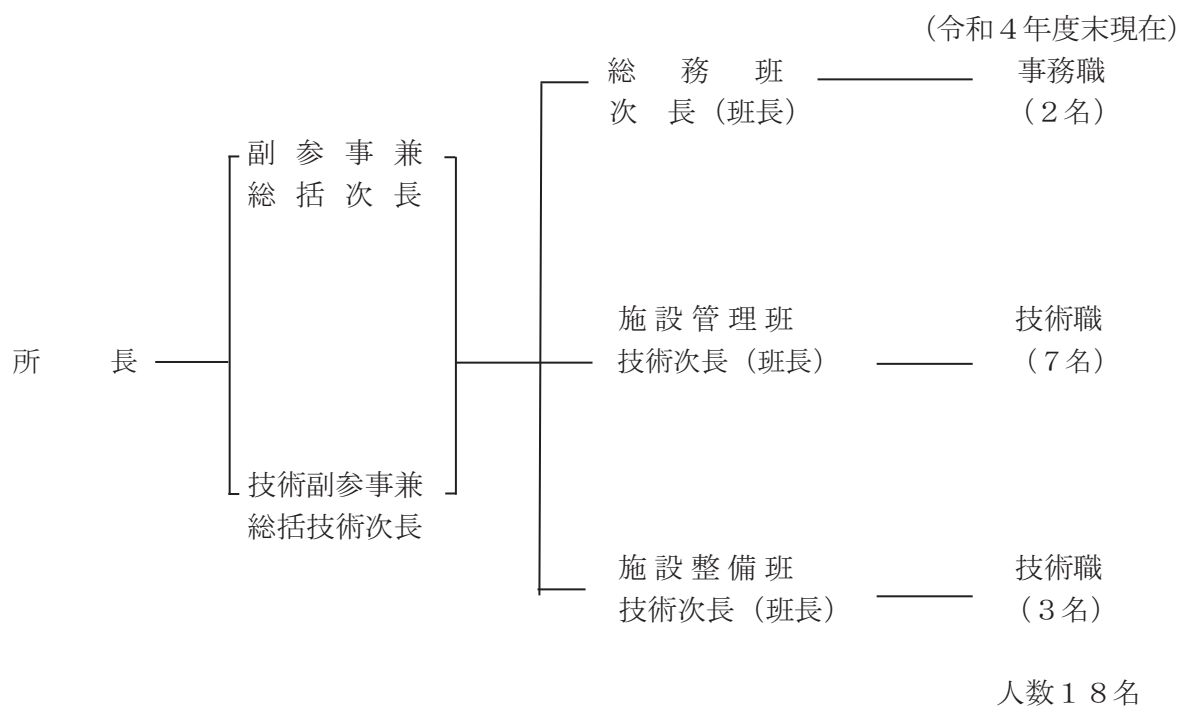 (令和４年度末現在)
総務班
次長（班長）
事務職
（２名）
副参事兼
総括次長
所長
施設管理班
技術次長（班長）
技術職
（７名）
技術副参事兼
総括技術次長
施設整備班
技術次長（班長）
技術職
（３名）
人数１８名